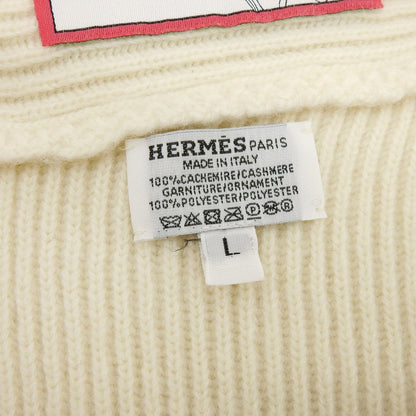 HERMÈS PARIS
MADE IN ITALY
100%CACHEMIRE/CASHMERE
GARNITURE/ORNAMENT
100%POLYESTER/POLYESTER
P R
L